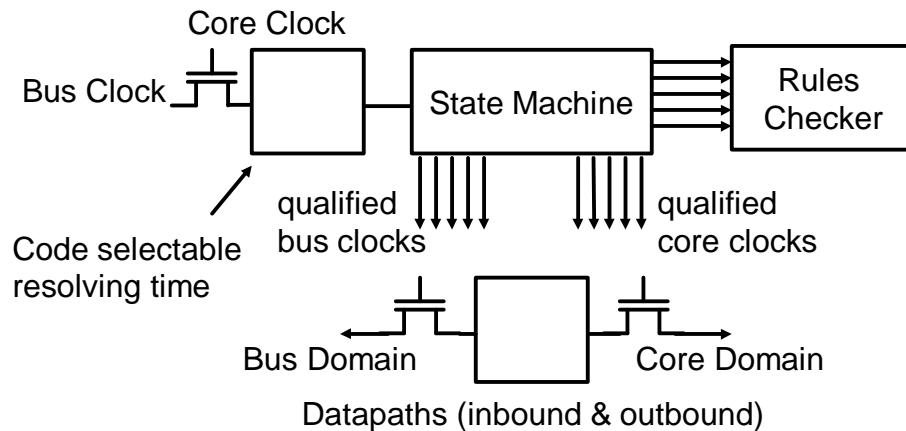 Core Clock
Bus Clock
State Machine
Rules
Checker
qualified
bus clocks
qualified
core clocks
Code selectable
resolving time
Bus Domain
Core Domain
Datapaths (inbound & outbound)